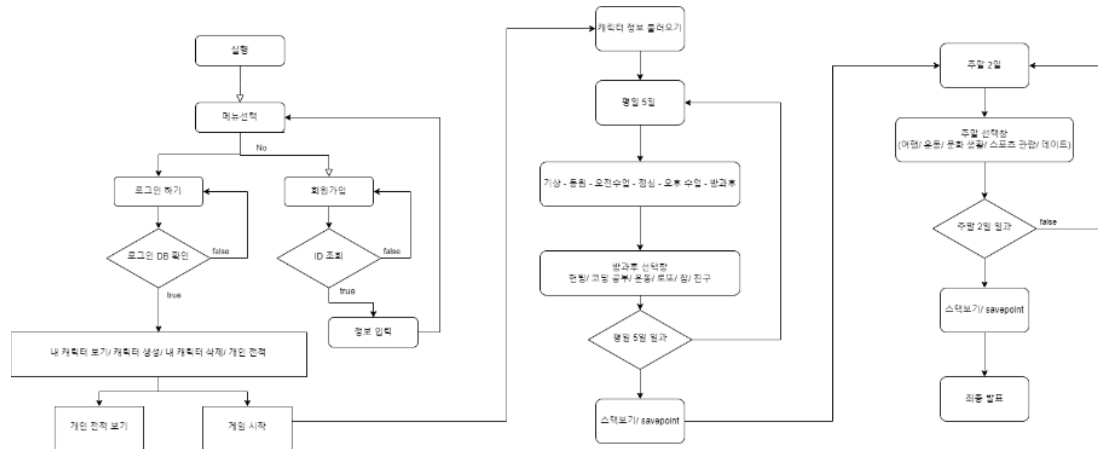 실행
메뉴선택
No
로그인 하기
회원가입
로그인 DB 확인
false
ID 조회
false
true
true
정보 입력
내 캐릭터 보기/ 캐릭터 생성/ 내 캐릭터 삭제/ 개인 전적
개인 전적 보기
게임 시작
캐릭터 정보 불러오기
평일 5일
기상 - 등원 - 오전수업 - 점심 - 오후 수업 - 방과후
방과후 선택창
헌팅/ 코딩 공부/ 운동/ 로또/ 잠/ 친구
평일 5일 일과
스택보기/ savepoint
주말 2일
주말 선택창
(여행/ 운동/ 문화 생활/ 스포츠 관람/ 데이트)
주말 2일 일과
false
스택보기/ savepoint
최종 발표